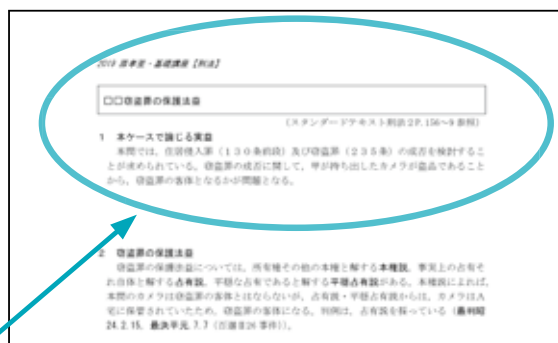 2019 日本史・基礎講座【刑法】
□□窃盗罪の保護法益
(スタンダードテキスト刑法2P.156~9参照)
1 本ケースで論じる実益
本問では、住居侵入罪(130条前段)及び窃盗罪(235条)の成否を検討するこ
とが求められている。窃盗罪の成否に関して、甲が持ち出したカメラが盗品であること
から、窃盗罪の客体となるかが問題となる。
2 窃盗罪の保護法益
窃盗罪の保護法益については、所有権その他の本権と解する本権説、事実上の占有そ
れ自体と解する占有説、平穏な占有であると解する平穏占有説がある。本権説によれば、
本問のカメラは窃盗罪の客体とはならないが、占有説・平穏占有説からは、カメラはA
宅に保管されていたため、窃盗罪の客体になる。判例は、占有説を採っている(最判昭
24.2.15、最決平元.7.7(百選Ⅱ26事件))。